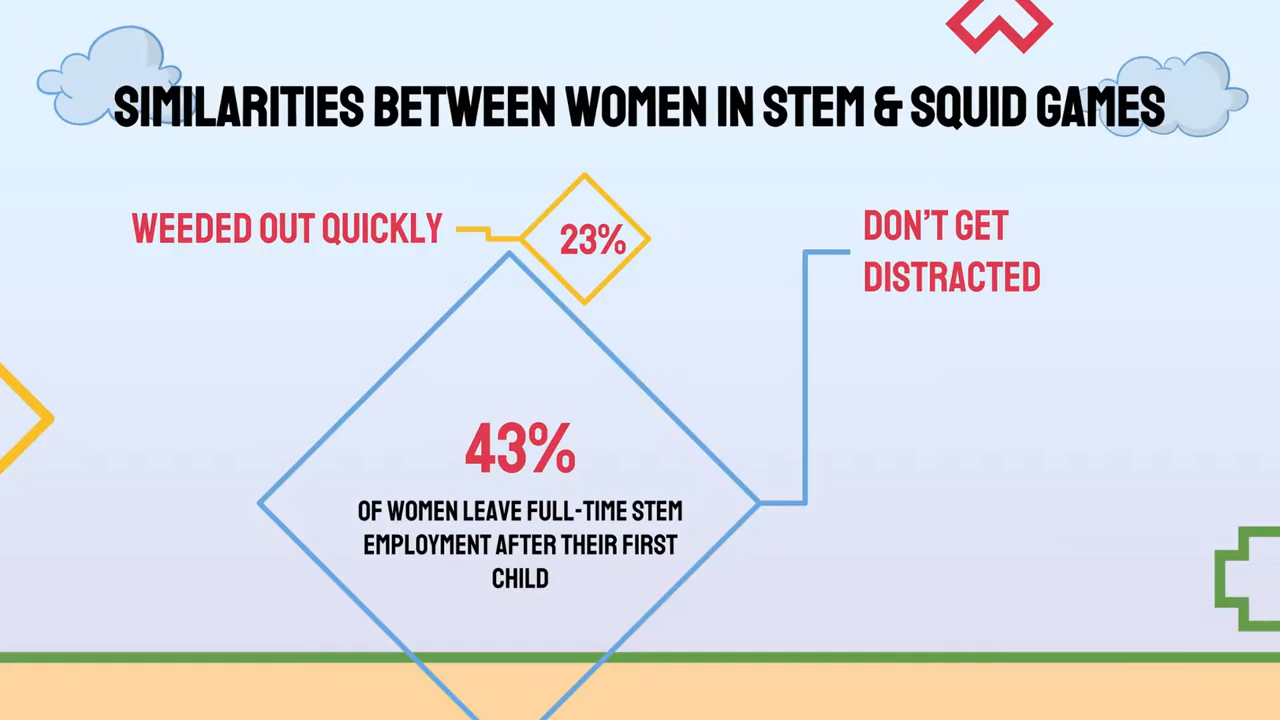 SIMILARITIES BETWEEN WOMEN IN STEM & SQUID GAMES
WEEDED OUT QUICKLY
23%
DON'T GET
DISTRACTED
43%
OF WOMEN LEAVE FULL-TIME STEM
EMPLOYMENT AFTER THEIR FIRST
CHILD